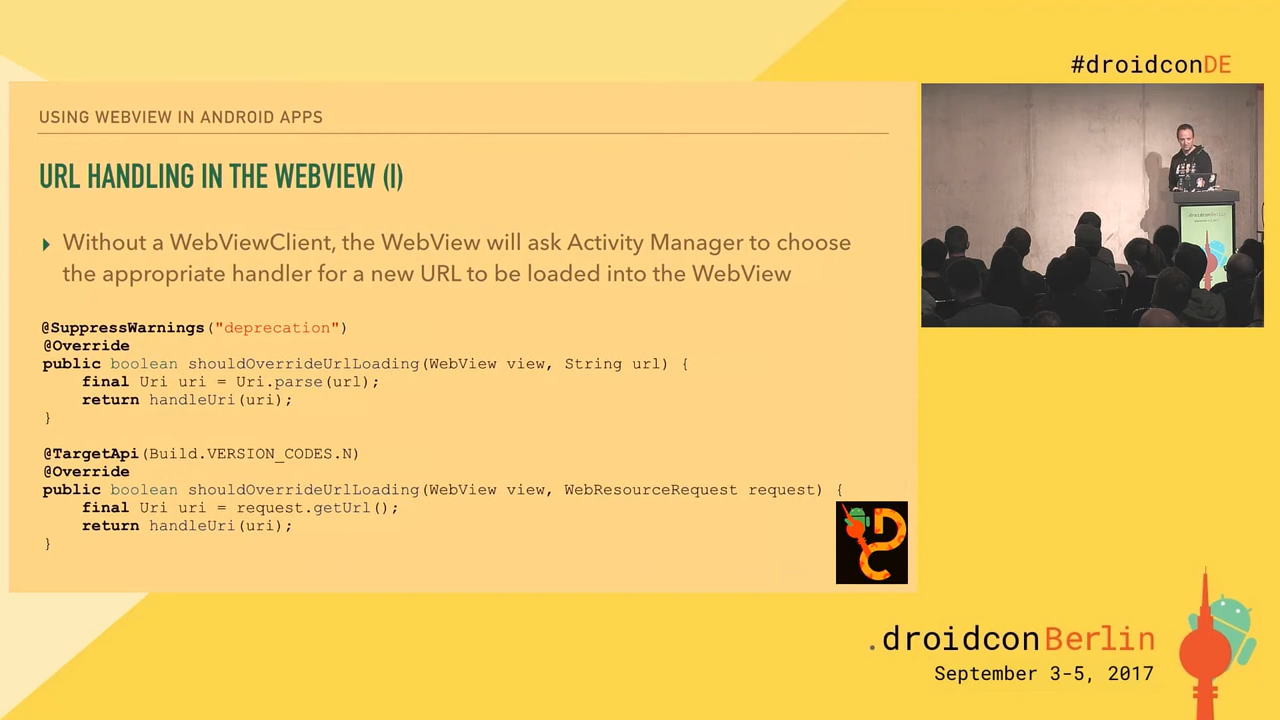 #droidconDE
USING WEBVIEW IN ANDROID APPS
URL HANDLING IN THE WEBVIEW (I)
Without a WebViewClient, the WebView will ask Activity Manager to choose
the appropriate handler for a new URL to be loaded into the WebView
@SuppressWarnings("deprecation")
@Override
public boolean shouldOverrideUrlLoading(WebView view, String url) {
    final Uri uri = Uri.parse(url);
    return handleUri(uri);
}
@TargetApi(Build.VERSION_CODES.N)
@Override
public boolean shouldOverrideUrlLoading(WebView view, WebResourceRequest request) {
    final Uri uri = request.getUrl();
    return handleUri(uri);
}
.droidconBerlin
September 3-5, 2017